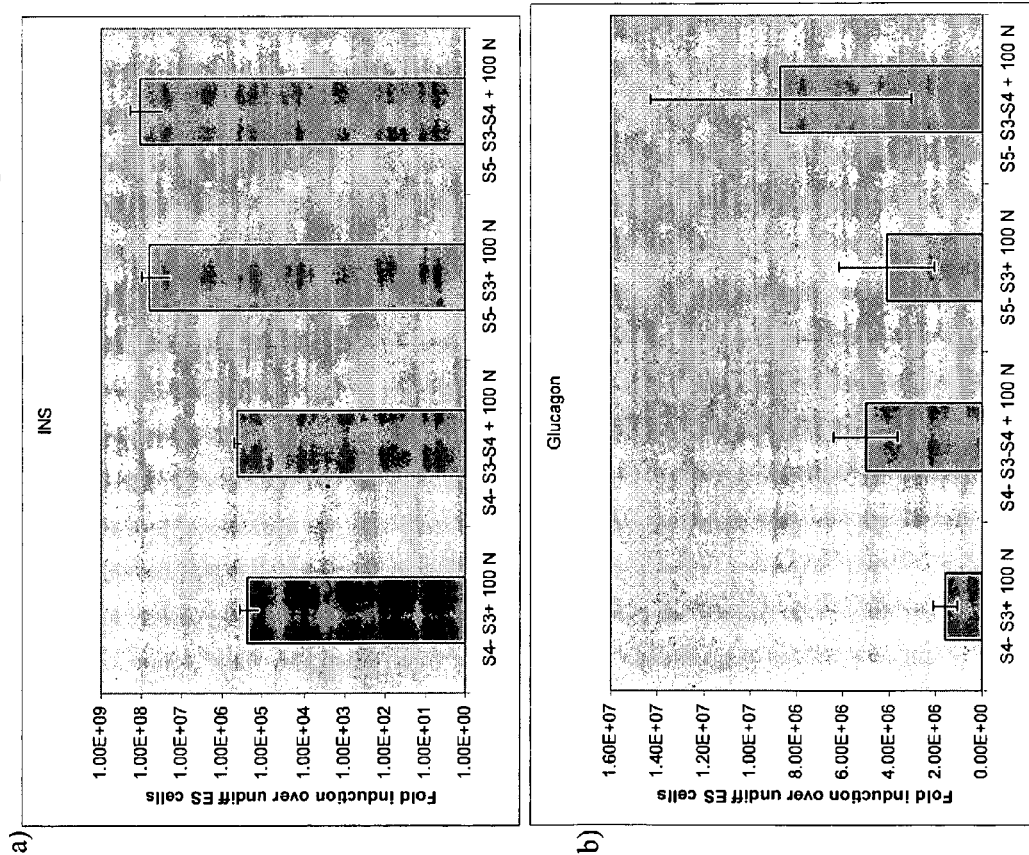 a)
INS
Fold induction over undiff ES cells
1.00E+09
1.00E+08
1.00E+07
1.00E+06
1.00E+05
1.00E+04
1.00E+03
1.00E+02
1.00E+01
1.00E+00
S4- S3+ 100 N
S4- S3-S4 + 100 N
S5- S3+ 100 N
S5- S3-S4 + 100 N
b)
Glucagon
Fold induction over undiff ES cells
1.60E+07
1.40E+07
1.20E+07
1.00E+07
8.00E+06
6.00E+06
4.00E+06
2.00E+06
0.00E+00
S4- S3+ 100 N
S4- S3-S4 + 100 N
S5- S3+ 100 N
S5- S3-S4 + 100 N